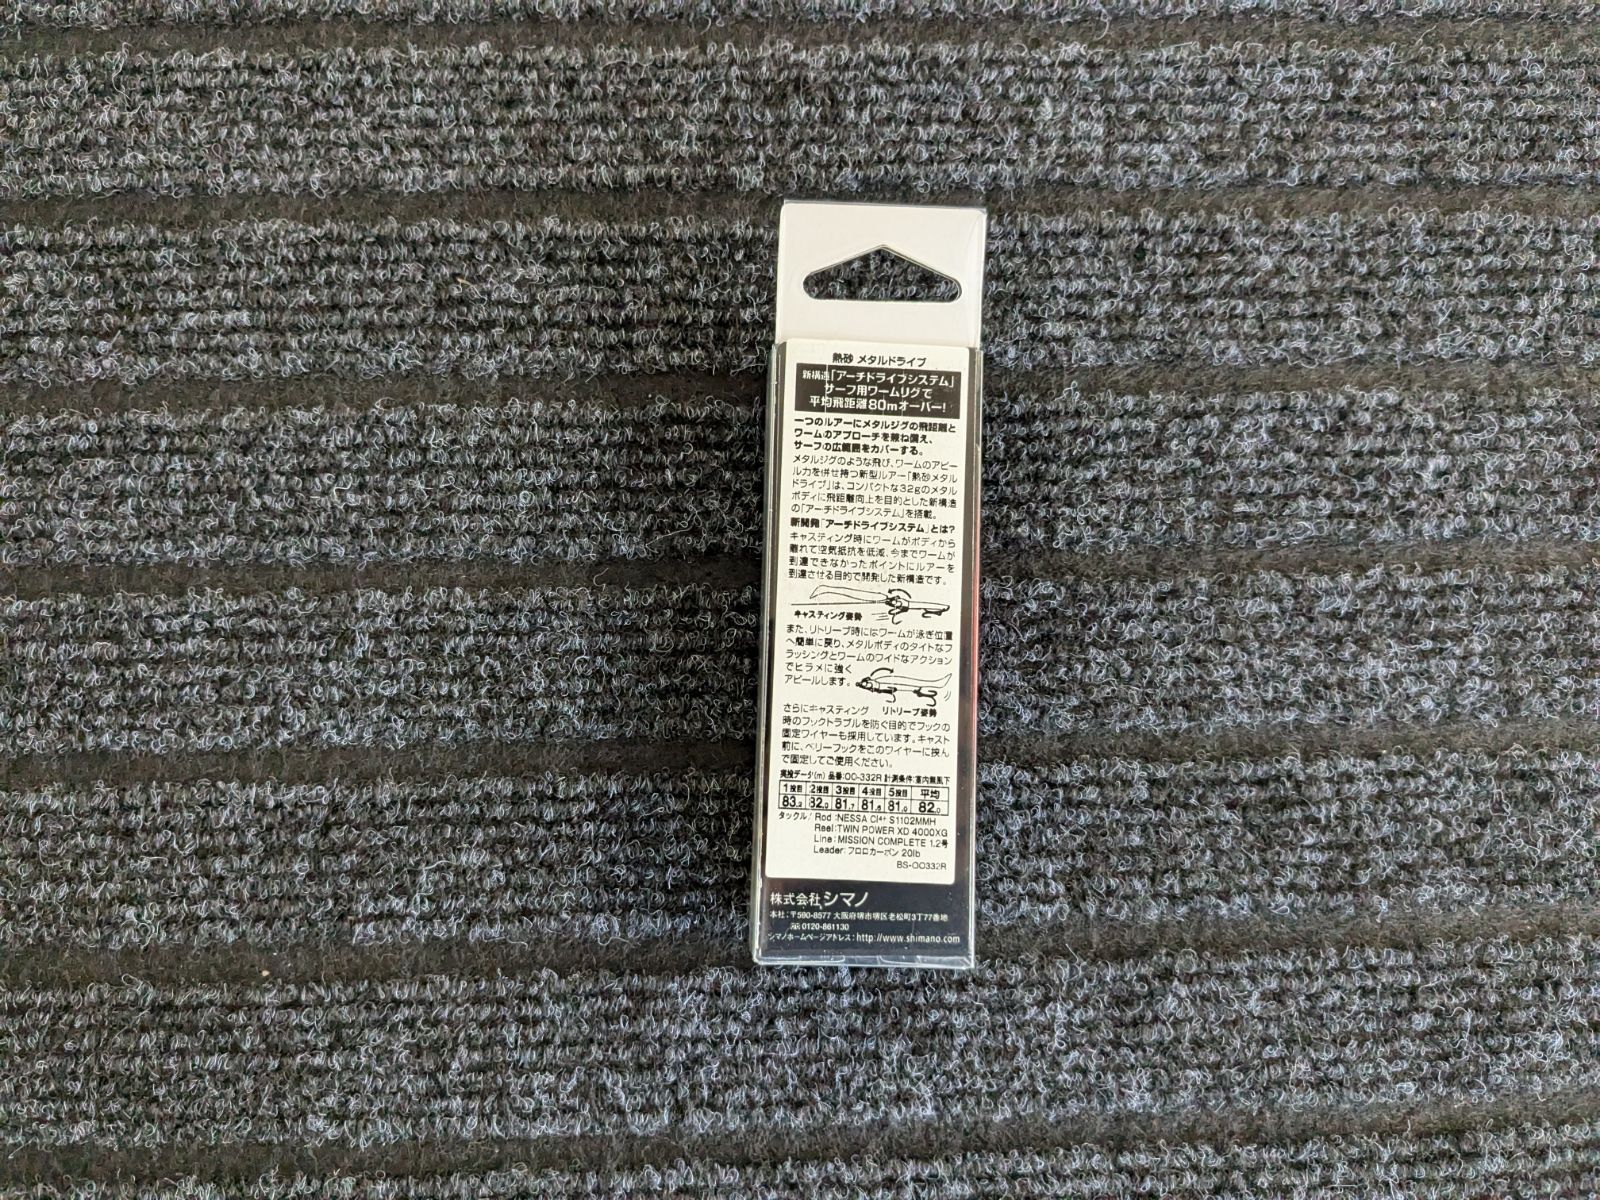 熱砂 メタルドライブ
新構造「アーチドライブシステム」
サーフ用ワームリグで
平均飛距離80mオーバー!
一つのルアーにメタルジグの飛距離と
ワームのアプローチを兼ね備え、
サーフの広範囲をカバーする。
メタルジグのような飛び、ワームのアピー
ル力を併せ持つ新型ルアー「熱砂メタル
ドライブ」は、コンパクトな32gのメタル
ボディに飛距離向上を目的とした新構造
の「アーチドライブシステム」を搭載。
新開発「アーチドライブシステム」とは?
キャスティング時にワームがボディから
離れて空気抵抗を低減、今までワームが
到達できなかったポイントにルアーを
到達させる目的で開発した新構造です。
キャスティング姿勢
また、リトリーブ時にはワームが泳ぎ位置
へ簡単に戻り、メタルボディのタイトなフ
ラッシングとワームのワイドなアクション
でヒラメに強く
アピールします。
リトリーブ姿勢
さらにキャスティング
時のフックトラブルを防ぐ目的でフックの
固定ワイヤーも採用しています。キャスト
前に、ベリーフックをこのワイヤーに挟ん
で固定してご使用ください。
実投データ(m) 品番:OO-332R 計測条件:室内無風下
1投目 2投目 3投目 4投目 5投目 平均
83.2 82.0 81.7 81.6 81.0 82.0
タックル/ Rod :NESSA CI4+ S1102MMH
Reel:TWIN POWER XD 4000XG
Line:MISSION COMPLETE 1.2号
Leader:フロロカーボン 20lb
BS-OO332R
株式会社シマノ
本社:〒590-8577 大阪府堺市堺区老松町3丁77番地
0120-861130
シマノホームページアドレス:http://www.shimano.com